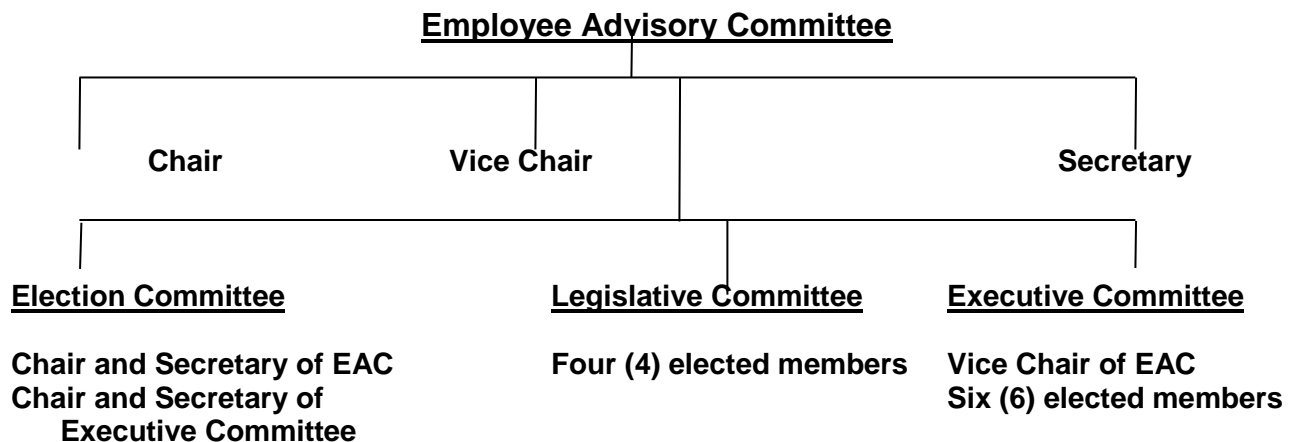 Employee Advisory Committee
Chair Vice Chair Secretary
Election Committee Legislative Committee Executive Committee
Chair and Secretary of EAC Four (4) elected members Vice Chair of EAC
Chair and Secretary of Six (6) elected members
Executive Committee